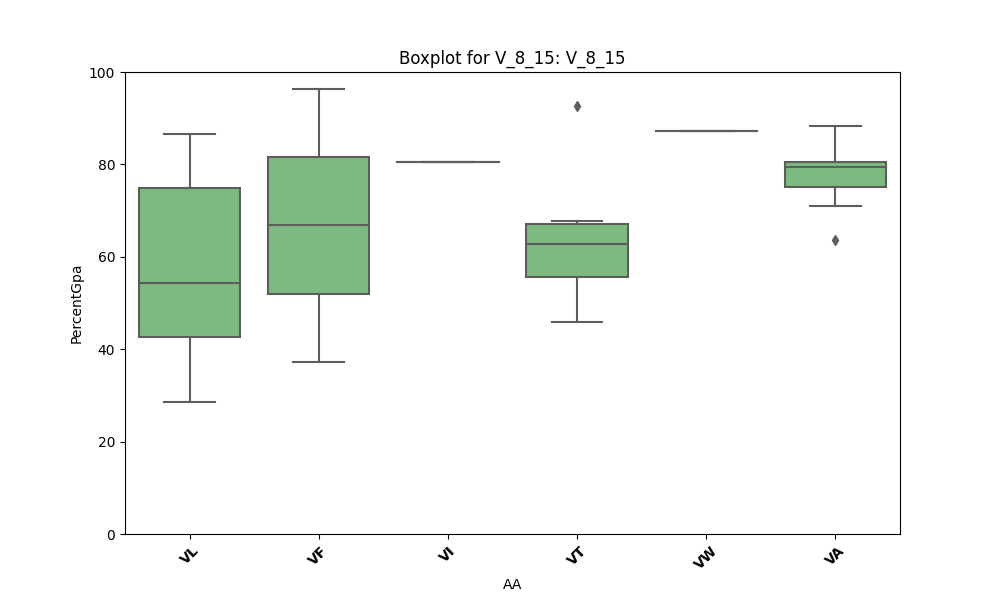 Boxplot for V_8_15: V_8_15
100
80
60
40
20
0
PercentGpa
VL
VF
VI
VT
VW
VA
AA